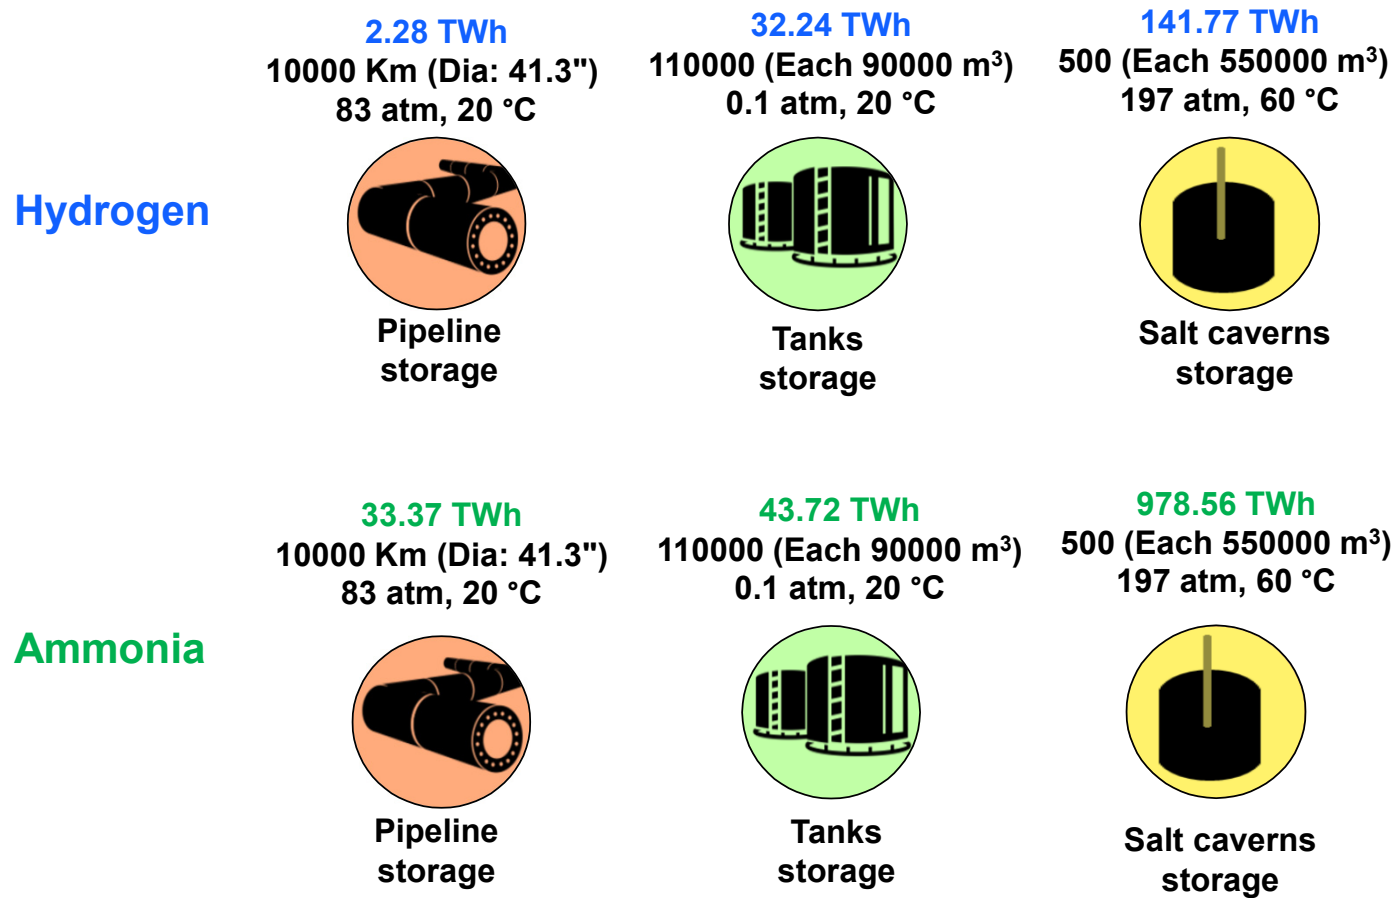 2.28 TWh
10000 Km (Dia: 41.3")
83 atm, 20 °C
32.24 TWh
110000 (Each 90000 m³)
0.1 atm, 20 °C
141.77 TWh
500 (Each 550000 m³)
197 atm, 60 °C
Hydrogen
Pipeline
storage
Tanks
storage
Salt caverns
storage
33.37 TWh
10000 Km (Dia: 41.3")
83 atm, 20 °C
43.72 TWh
110000 (Each 90000 m³)
0.1 atm, 20 °C
978.56 TWh
500 (Each 550000 m³)
197 atm, 60 °C
Ammonia
Pipeline
storage
Tanks
storage
Salt caverns
storage